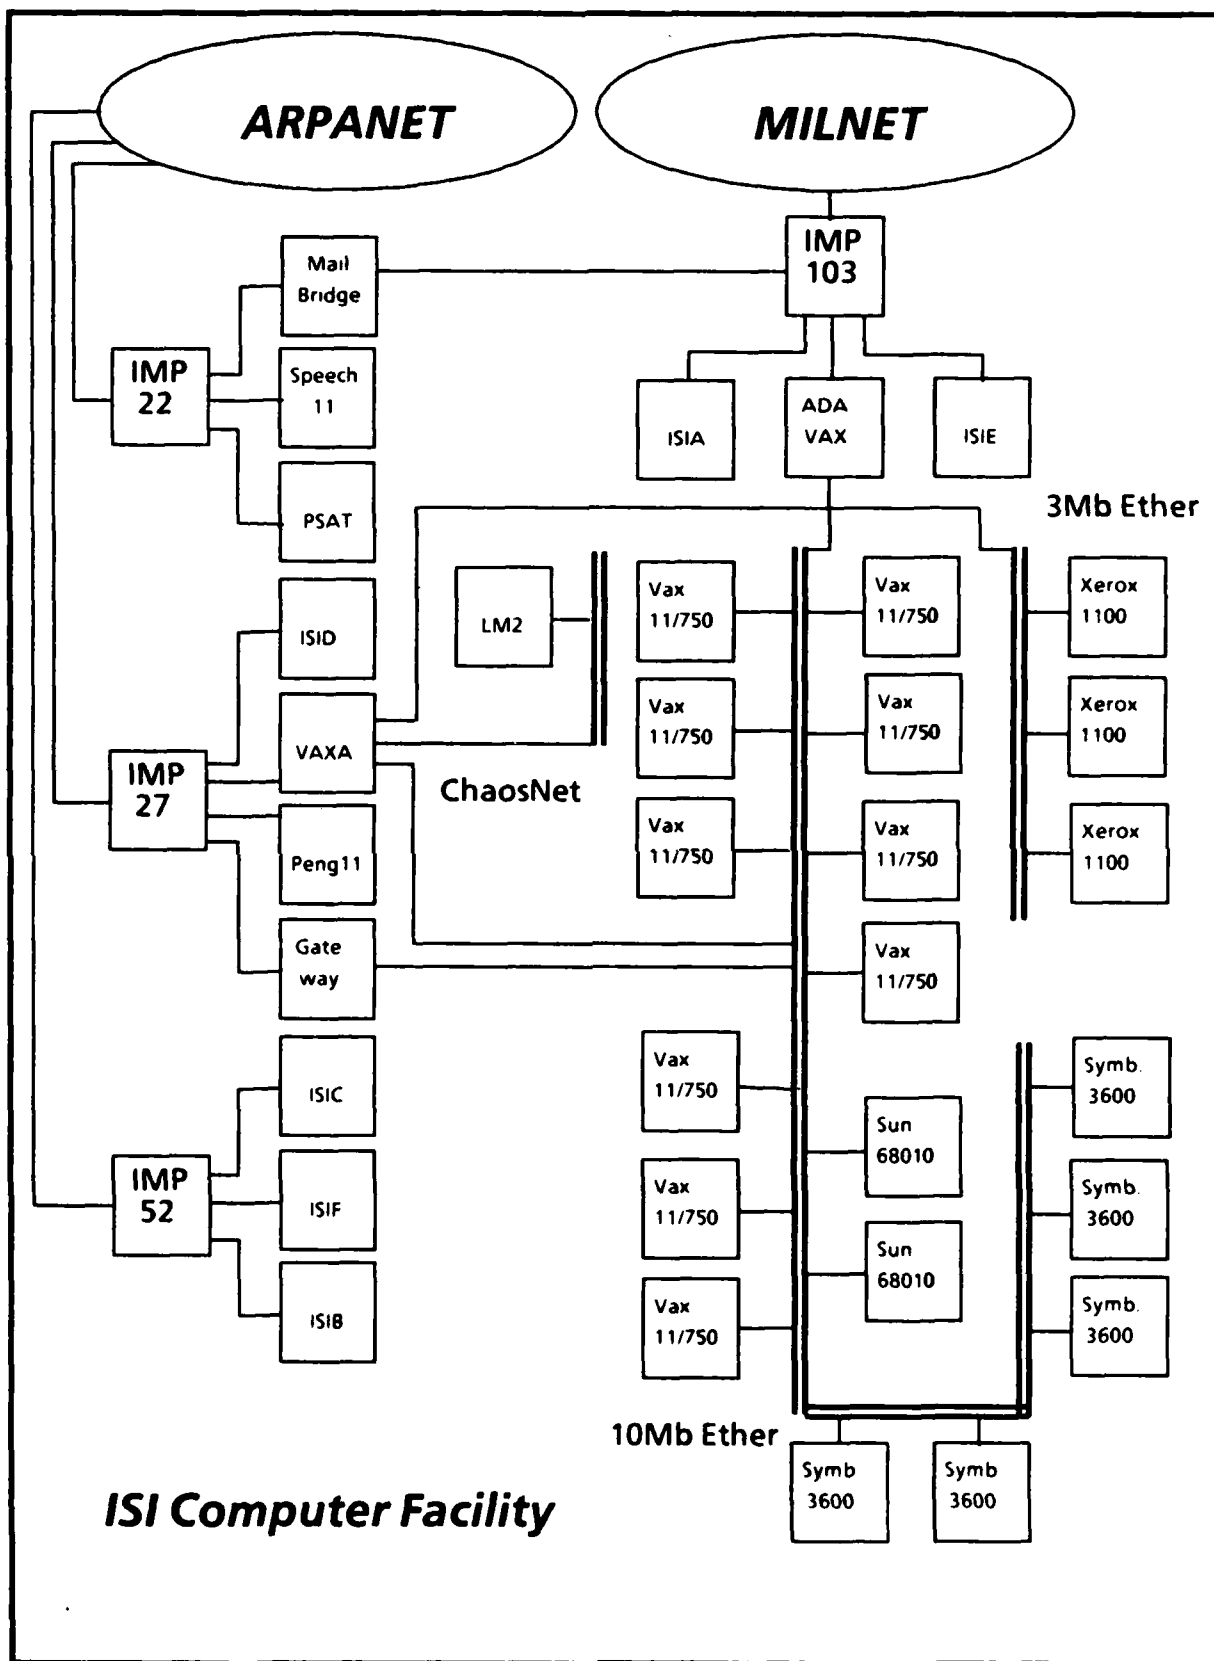 ARPANET
MILNET
IMP
103
Mail
Bridge
IMP
22
Speech
11
PSAT
ISIA
ADA
VAX
ISIE
3Mb Ether
ISID
LM2
Vax
11/750
Vax
11/750
Xerox
1100
VAXA
Vax
11/750
Vax
11/750
Xerox
1100
IMP
27
ChaosNet
Peng11
Vax
11/750
Vax
11/750
Xerox
1100
Gate
way
Vax
11/750
ISIC
Vax
11/750
Symb.
3600
Sun
68010
IMP
52
ISIF
Vax
11/750
Symb.
3600
Sun
68010
ISIB
Vax
11/750
Symb.
3600
10Mb Ether
Symb
3600
Symb
3600
ISI Computer Facility